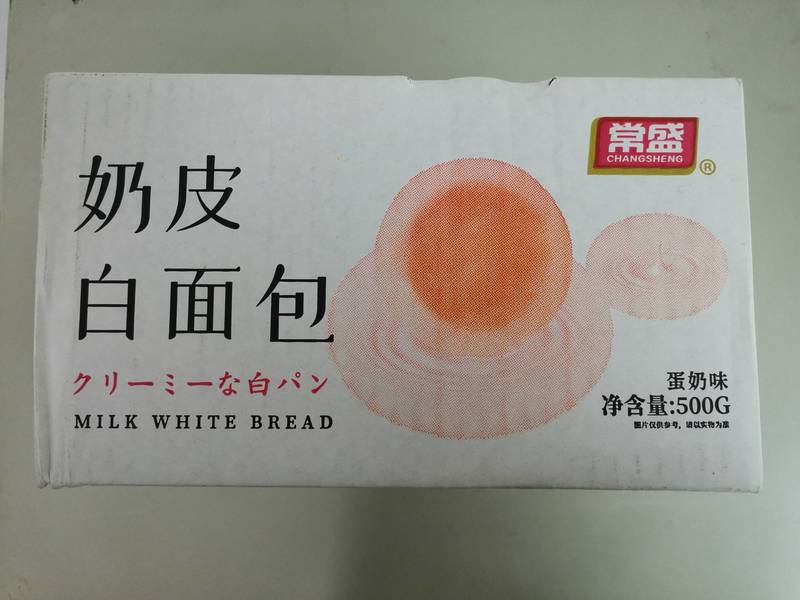 常盛
CHANGSHENG
®
奶皮
白面包
クリーミーな白パン
MILK WHITE BREAD
蛋奶味
净含量:500G
图片仅供参考，请以实物为准